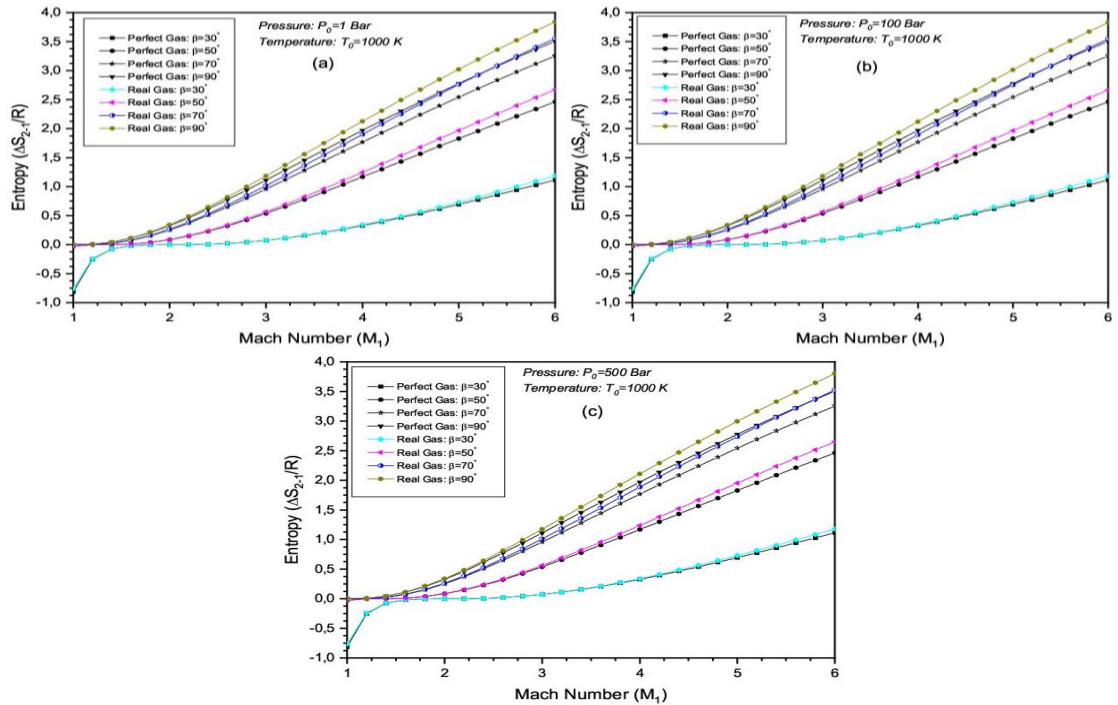 Pressure: P₀=1 Bar
Temperature: T₀=1000 K
(a)
Perfect Gas: β=30°
Perfect Gas: β=50°
Perfect Gas: β=70°
Perfect Gas: β=90°
Real Gas: β=30°
Real Gas: β=50°
Real Gas: β=70°
Real Gas: β=90°
Entropy (ΔS₂₋₁/R)
4,0
3,5
3,0
2,5
2,0
1,5
1,0
0,5
0,0
-0,5
-1,0
1 2 3 4 5 6
Mach Number (M₁)
Pressure: P₀=100 Bar
Temperature: T₀=1000 K
(b)
Perfect Gas: β=30°
Perfect Gas: β=50°
Perfect Gas: β=70°
Perfect Gas: β=90°
Real Gas: β=30°
Real Gas: β=50°
Real Gas: β=70
Real Gas: β=90°
Entropy (ΔS₂₋₁/R)
4,0
3,5
3,0
2,5
2,0
1,5
1,0
0,5
0,0
-0,5
-1,0
1 2 3 4 5 6
Mach Number (M₁)
Pressure: P₀=500 Bar
Temperature: T₀=1000 K
(c)
Perfect Gas: β=30°
Perfect Gas: β=50°
Perfect Gas: β=70°
Perfect Gas: β=90°
Real Gas: β=30°
Real Gas: β=50°
Real Gas: β=70°
Real Gas: β=90°
Entropy (ΔS₂₋₁/R)
4,0
3,5
3,0
2,5
2,0
1,5
1,0
0,5
0,0
-0,5
-1,0
1 2 3 4 5 6
Mach Number (M₁)